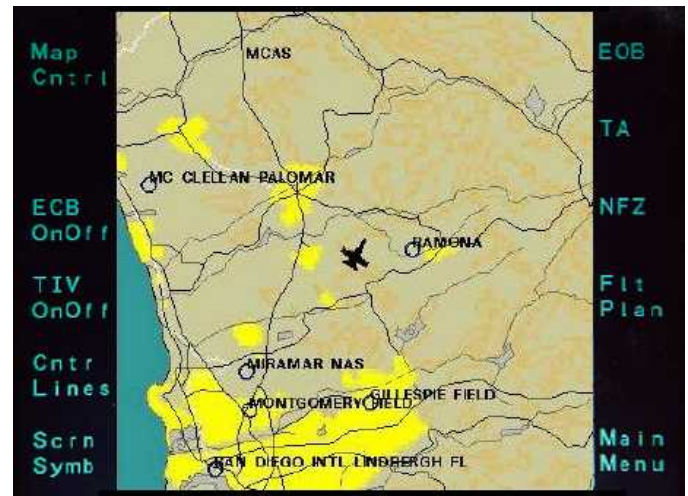 Map
Cntrl
ECB
OnOff
TIV
OnOff
Cntr
Lines
Scrn
Symb
MCAS
MC CLELLAN PALOMAR
RAMONA
MIRAMAR NAS
MONTGOMERY FIELD
GILLESPIE FIELD
SAN DIEGO INTL LINDBERGH FL
EOB
TA
NFZ
Flt
Plan
Main
Menu